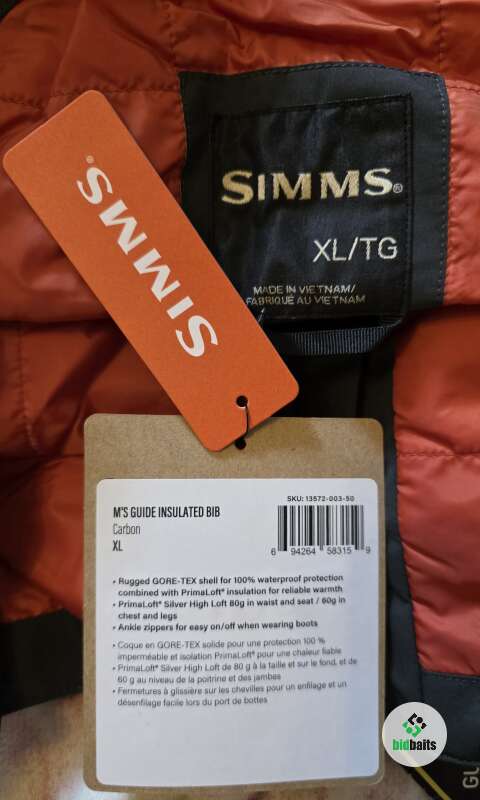 SIMMS®
XL/TG
MADE IN VIETNAM/
FABRIQUÉ AU VIETNAM
SIMMS®
SKU: 13572-003-50
M'S GUIDE INSULATED BIB
Carbon
XL
6 94264 58315 9
• Rugged GORE-TEX shell for 100% waterproof protection
combined with PrimaLoft® insulation for reliable warmth
• PrimaLoft® Silver High Loft 80g in waist and seat / 60g in
chest and legs
• Ankle zippers for easy on/off when wearing boots
• Coque en GORE-TEX solide pour une protection 100 %
imperméable et isolation PrimaLoft® pour une chaleur fiable
• PrimaLoft® Silver High Loft de 80 g à la taille et sur le fond, et de
60 g au niveau de la poitrine et des jambes
• Fermetures à glissière sur les chevilles pour un enfilage et un
désenfilage facile lors du port de bottes
bidbaits